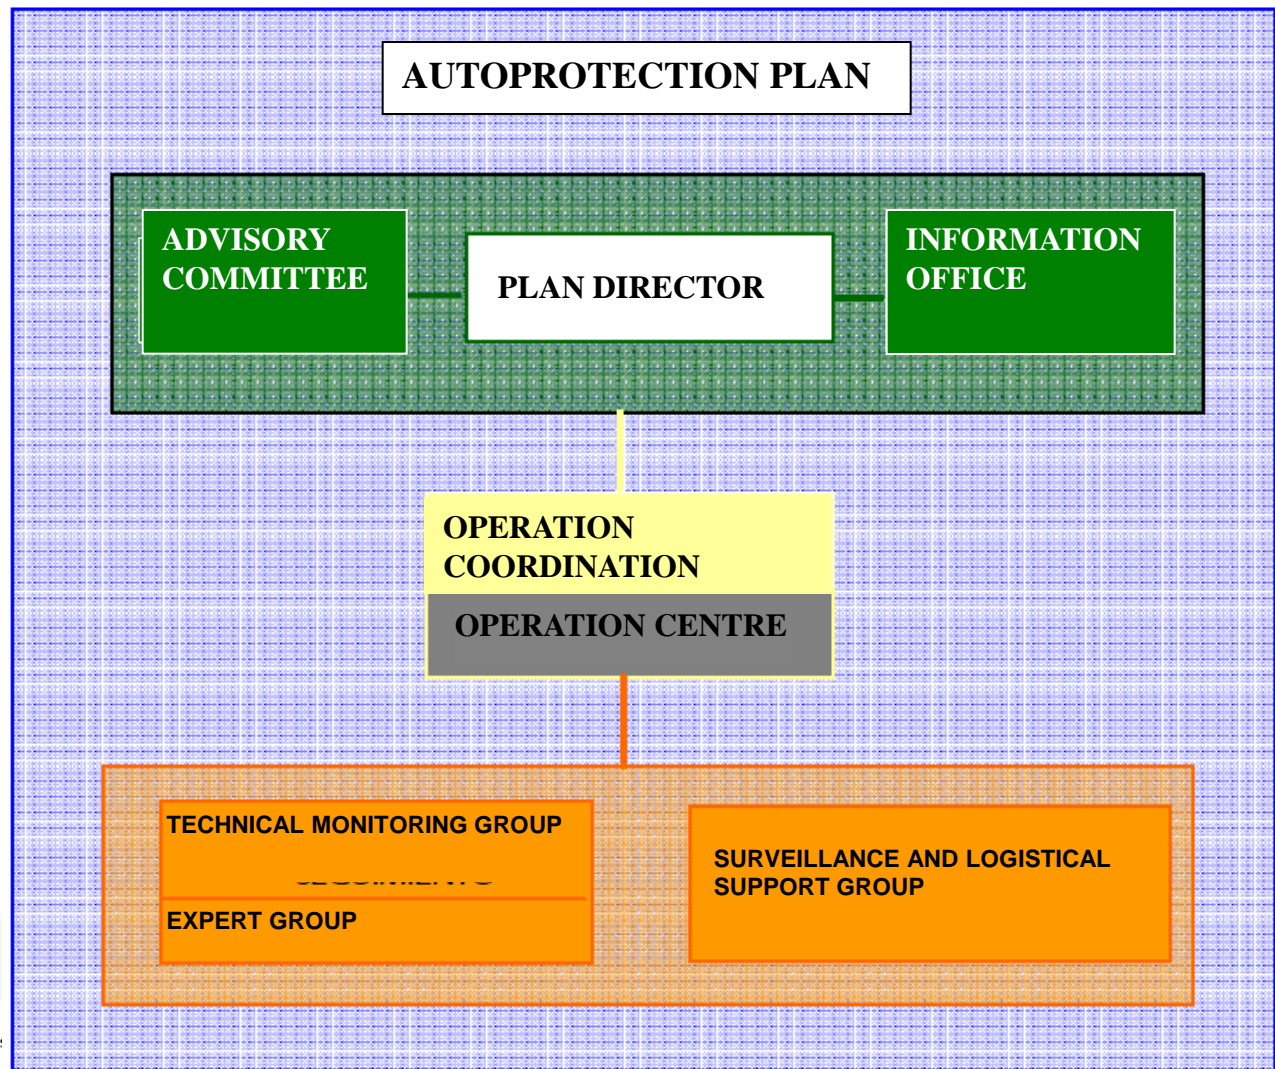 AUTOPROTECTION PLAN
ADVISORY
COMMITTEE
PLAN DIRECTOR
INFORMATION
OFFICE
OPERATION
COORDINATION
OPERATION CENTRE
TECHNICAL MONITORING GROUP
EXPERT GROUP
SURVEILLANCE AND LOGISTICAL
SUPPORT GROUP